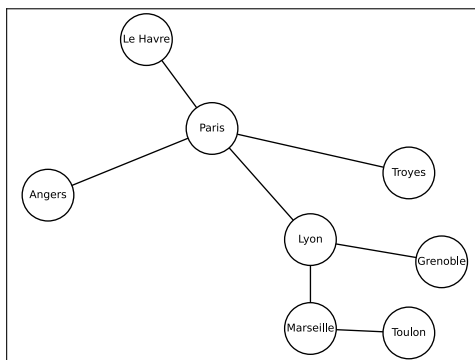 Le Havre
Paris
Troyes
Angers
Lyon
Grenoble
Marseille
Toulon